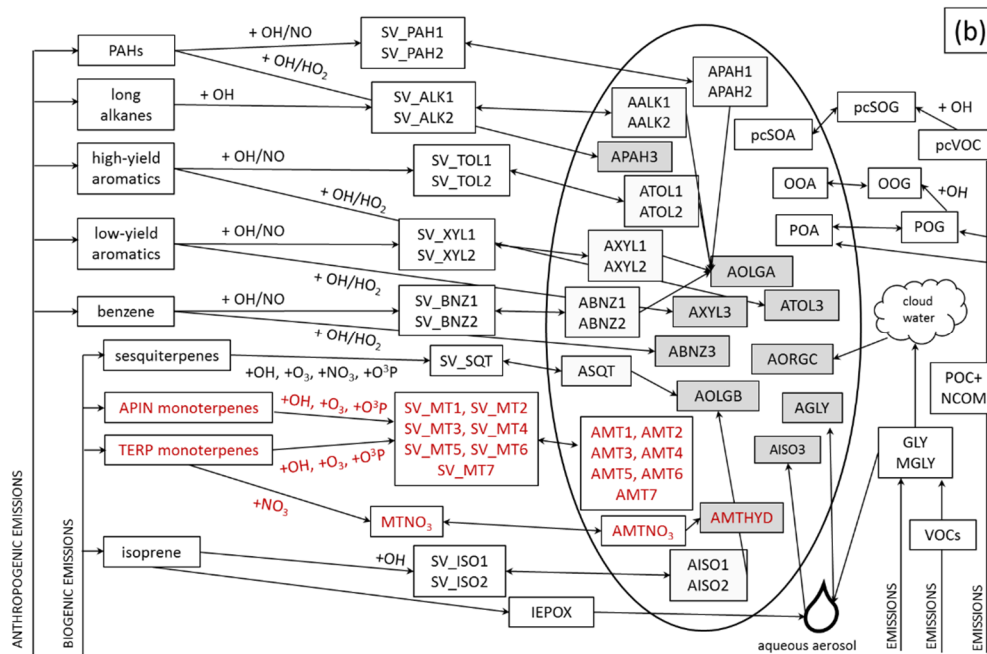 (b)
PAHs
+ OH/NO
SV_PAH1
SV_PAH2
+ OH/HO₂
APAH1
APAH2
long
alkanes
+ OH
SV_ALK1
SV_ALK2
AALK1
AALK2
pcSOG
+ OH
pcSOA
pcVOC
APAH3
high-yield
aromatics
+ OH/NO
SV_TOL1
SV_TOL2
+ OH/HO₂
ATOL1
ATOL2
OOA
OOG
+OH
POA
POG
low-yield
aromatics
+ OH/NO
SV_XYL1
SV_XYL2
+ OH/HO₂
AXYL1
AXYL2
AOLGA
benzene
+ OH/NO
SV_BNZ1
SV_BNZ2
+ OH/HO₂
ABNZ1
ABNZ2
AXYL3
ATOL3
cloud
water
ABNZ3
AORGC
sesquiterpenes
+OH, +O₃, +NO₃, +O³P
SV_SQT
ASQT
AOLGB
AGLY
POC+
NCOM
APIN monoterpenes
+OH, +O₃, +O³P
TERP monoterpenes
+OH, +O₃, +O³P
SV_MT1, SV_MT2
SV_MT3, SV_MT4
SV_MT5, SV_MT6
SV_MT7
AMT1, AMT2
AMT3, AMT4
AMT5, AMT6
AMT7
AISO3
GLY
MGLY
+NO₃
MTNO₃
AMTNO₃
AMTHYD
VOCs
isoprene
+OH
SV_ISO1
SV_ISO2
AISO1
AISO2
IEPOX
aqueous aerosol
ANTHROPOGENIC EMISSIONS
BIOGENIC EMISSIONS
EMISSIONS
EMISSIONS
EMISSIONS